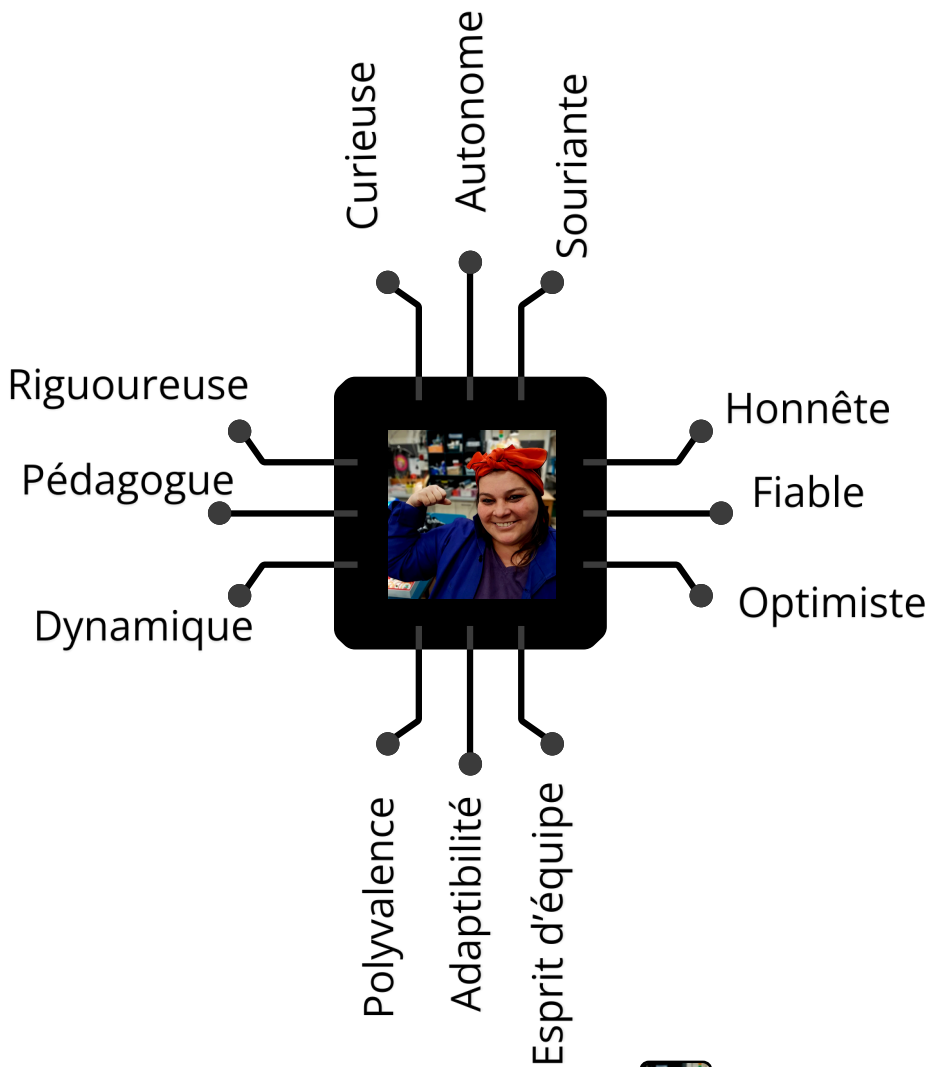 Curieuse
Autonome
Souriante
Riguoureuse
Pédagogue
Dynamique
Honnête
Fiable
Optimiste
Polyvalence
Adaptibilité
Esprit d’équipe